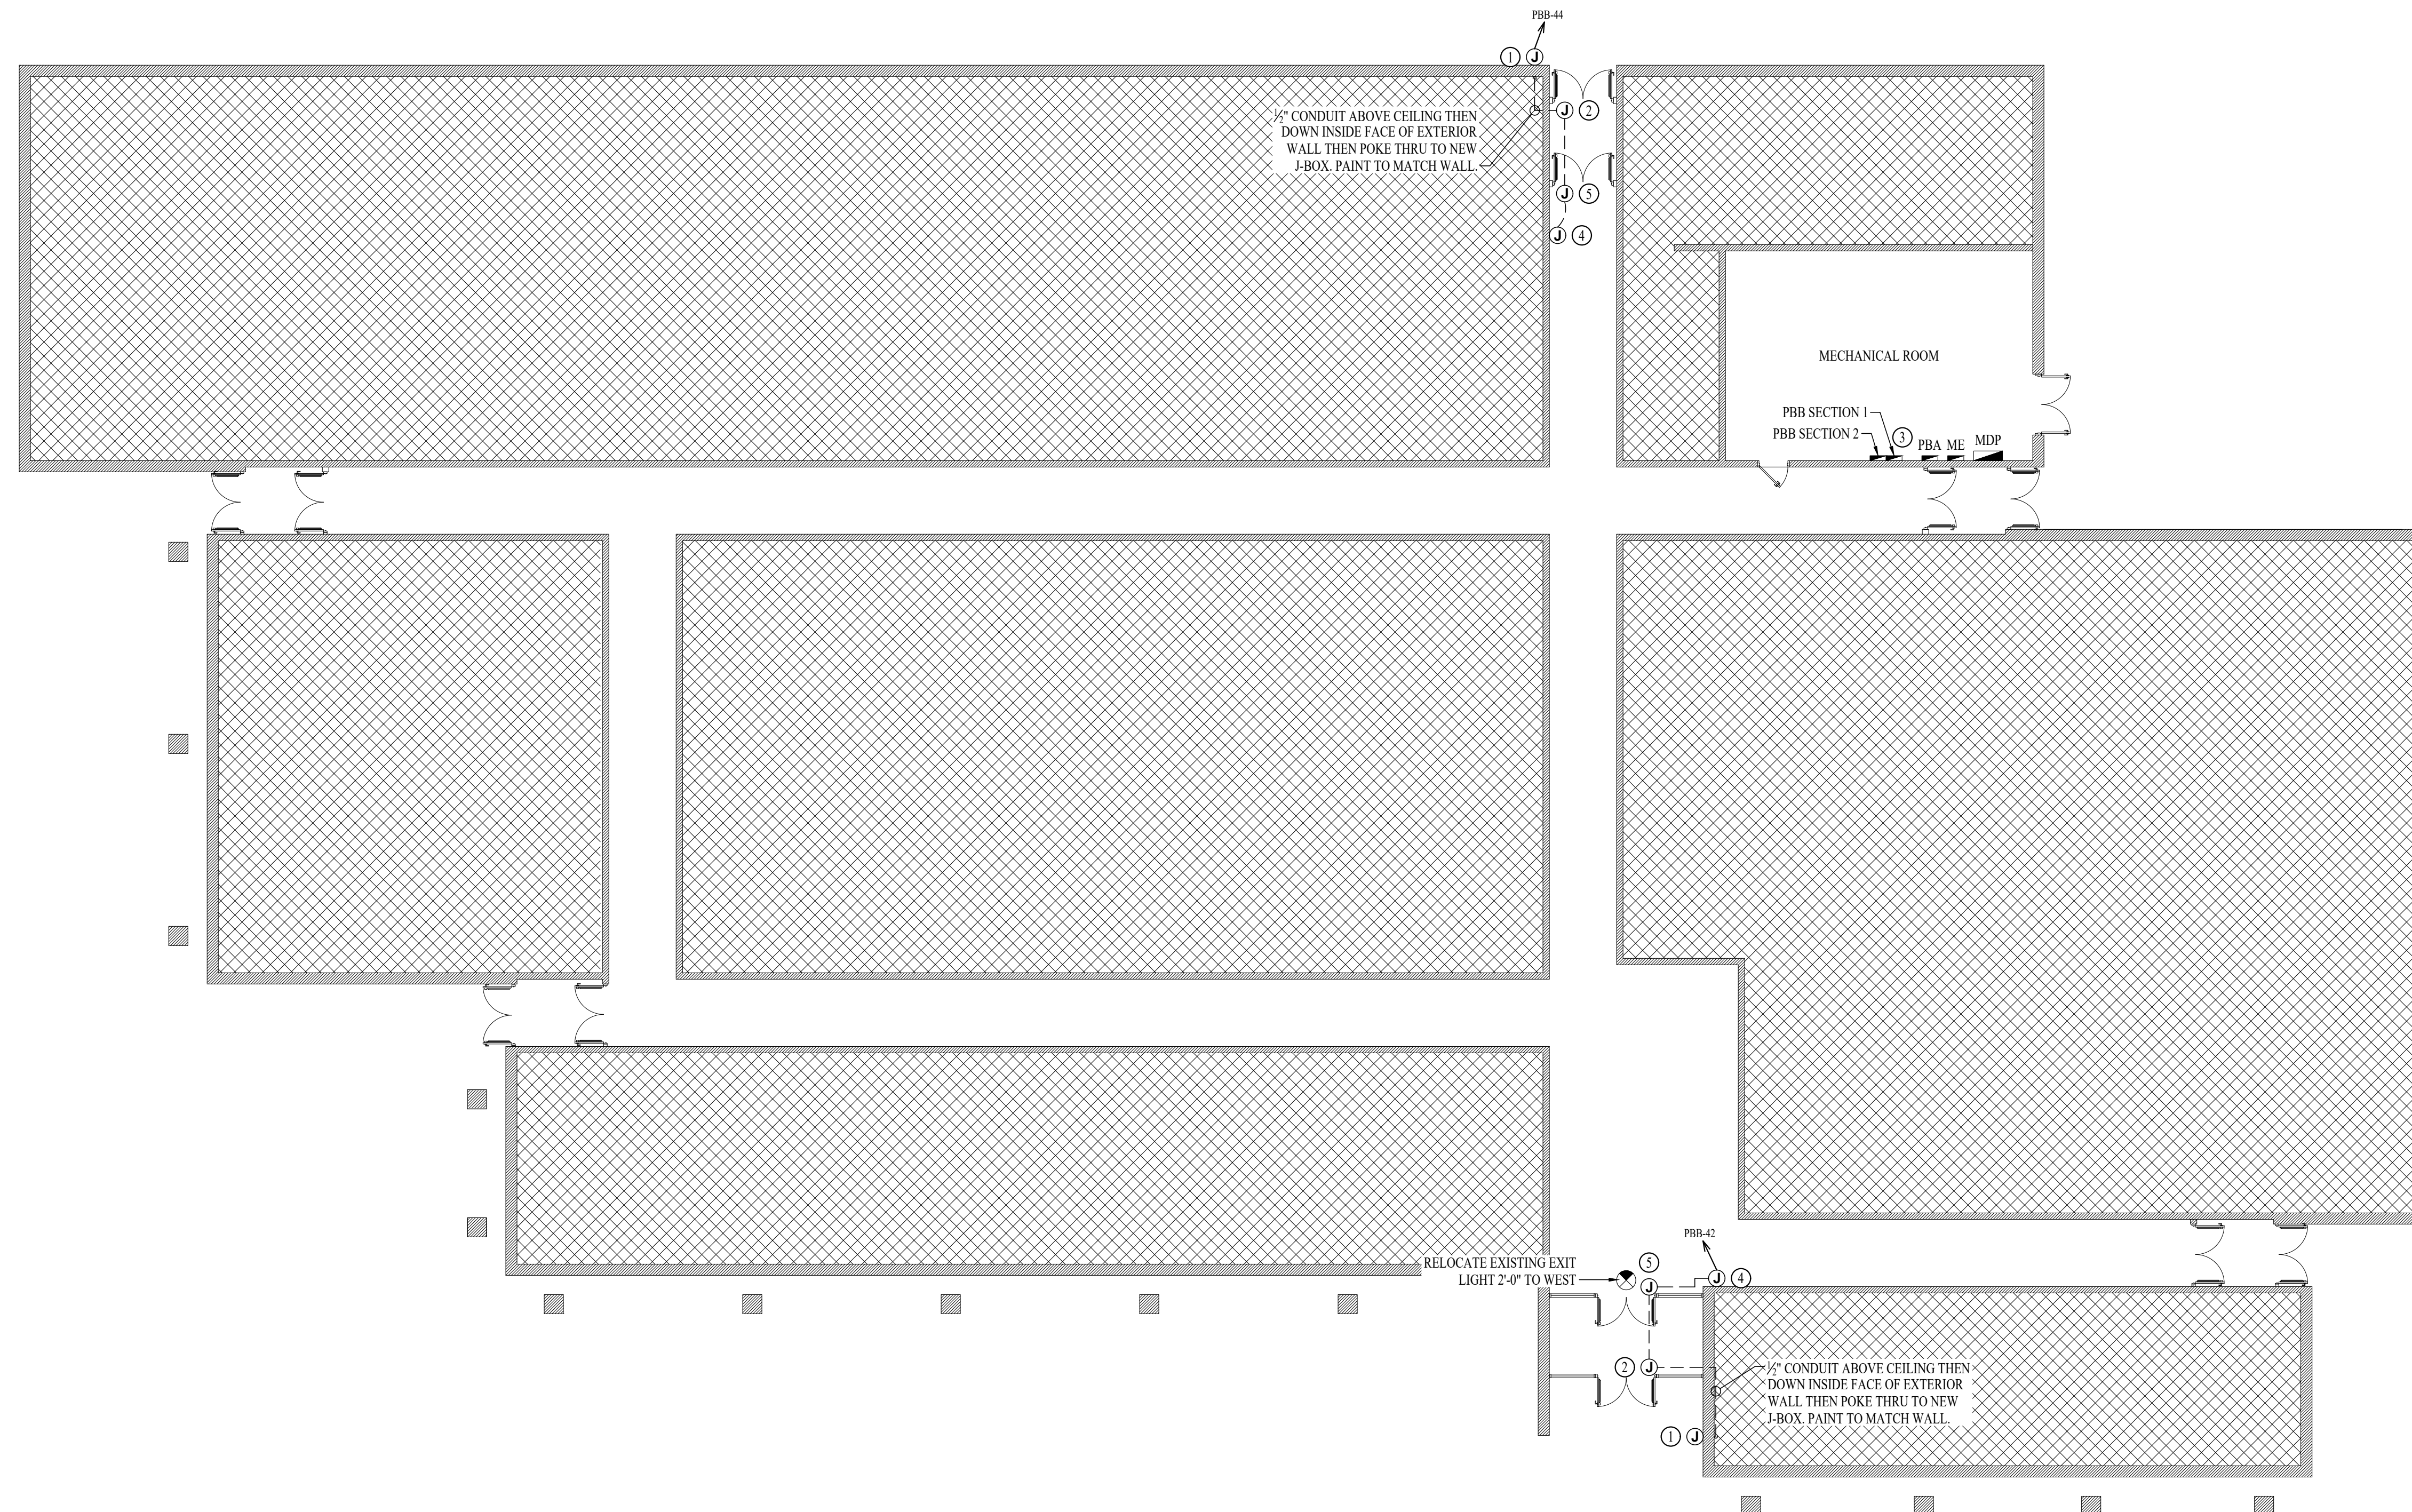 PBB-44
1 J
½" CONDUIT ABOVE CEILING THEN
DOWN INSIDE FACE OF EXTERIOR
WALL THEN POKE THRU TO NEW
J-BOX. PAINT TO MATCH WALL.
J 2
J 5
J 4
MECHANICAL ROOM
PBB SECTION 1
PBB SECTION 2
3
PBA ME MDP
PBB-42
RELOCATE EXISTING EXIT
LIGHT 2'-0" TO WEST
5
J
J 4
2 J
½" CONDUIT ABOVE CEILING THEN
DOWN INSIDE FACE OF EXTERIOR
WALL THEN POKE THRU TO NEW
J-BOX. PAINT TO MATCH WALL.
1 J